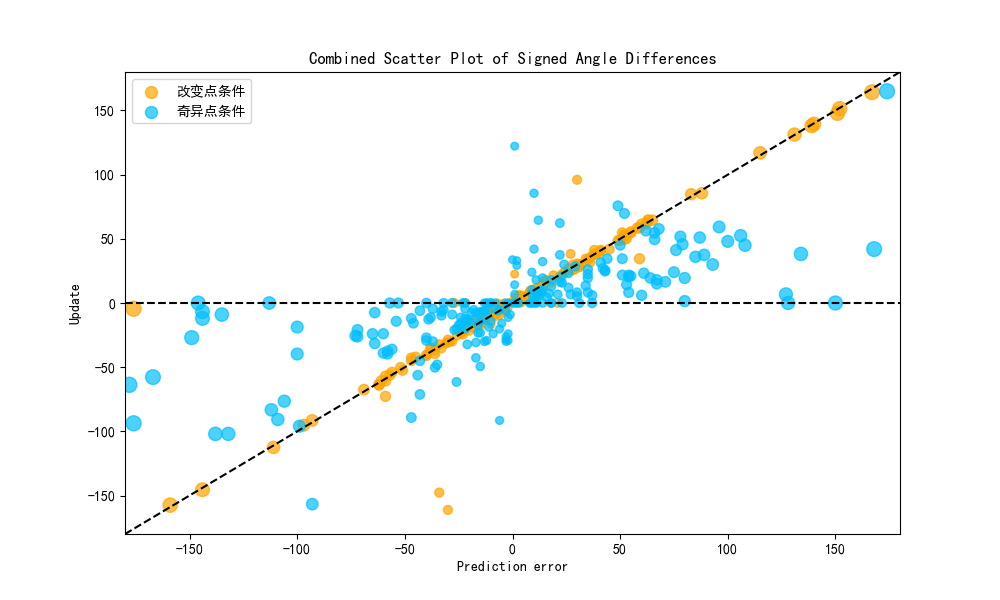 Combined Scatter Plot of Signed Angle Differences
改变点条件
奇异点条件
150
100
50
0
−50
−100
−150
Update
−150 −100 −50 0 50 100 150
Prediction error